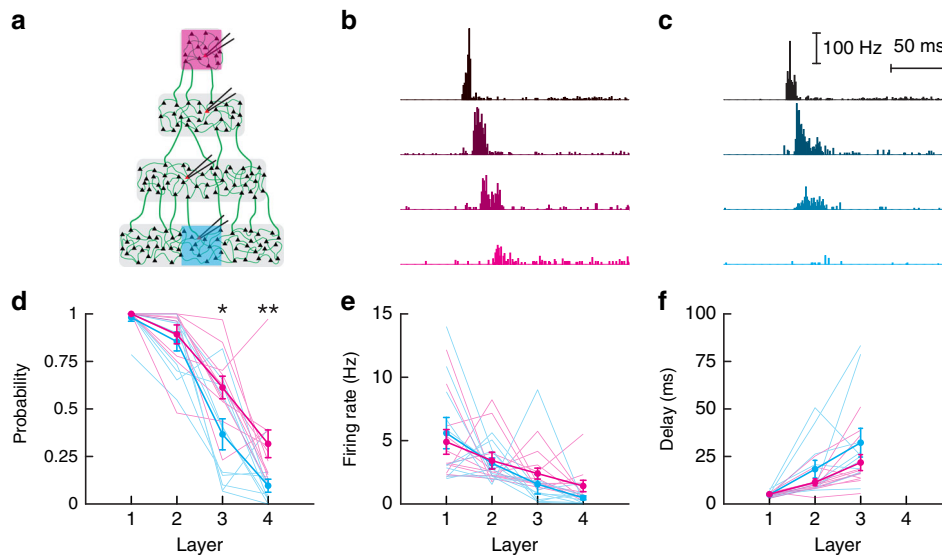 a
b
c
100 Hz
50 ms
d
Probability
1
0.75
0.5
0.25
0
* **
1 2 3 4
Layer
e
Firing rate (Hz)
15
10
5
0
1 2 3 4
Layer
f
Delay (ms)
100
75
50
25
0
1 2 3 4
Layer